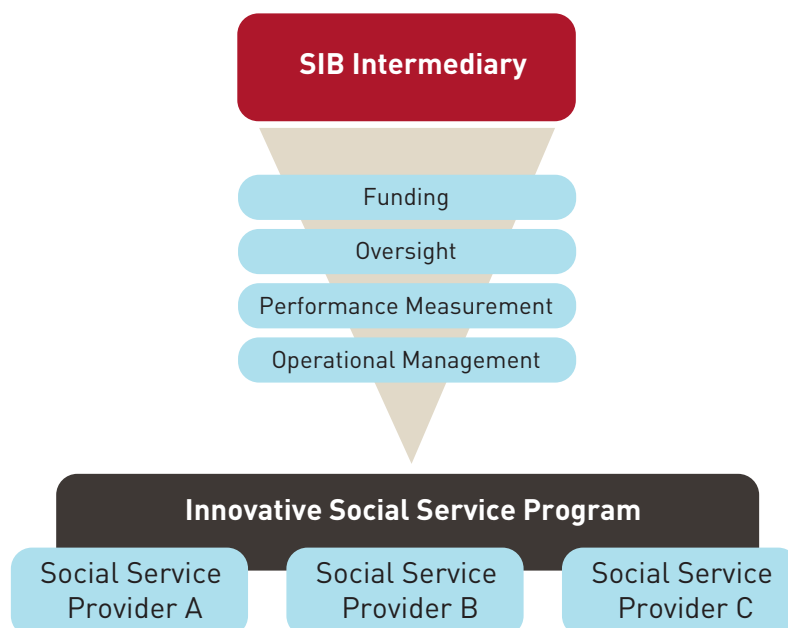 SIB Intermediary
Funding
Oversight
Performance Measurement
Operational Management
Innovative Social Service Program
Social Service
Provider A
Social Service
Provider B
Social Service
Provider C